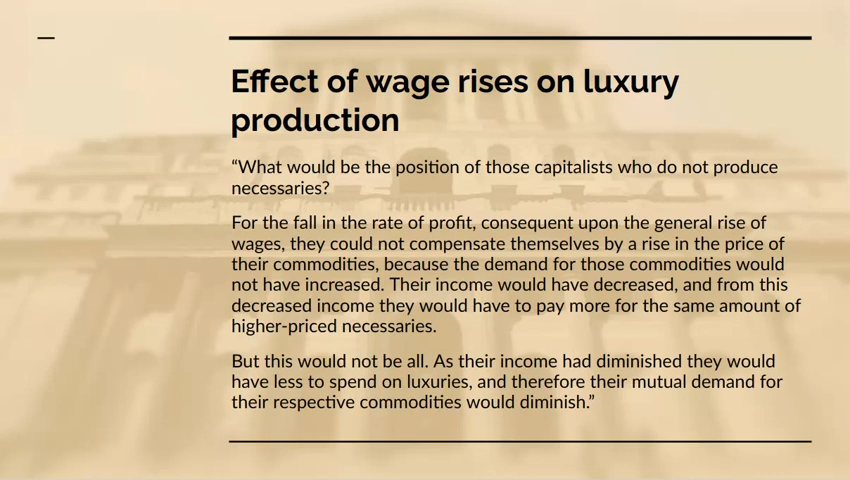 Effect of wage rises on luxury
production
“What would be the position of those capitalists who do not produce
necessaries?
For the fall in the rate of profit, consequent upon the general rise of
wages, they could not compensate themselves by a rise in the price of
their commodities, because the demand for those commodities would
not have increased. Their income would have decreased, and from this
decreased income they would have to pay more for the same amount of
higher-priced necessaries.
But this would not be all. As their income had diminished they would
have less to spend on luxuries, and therefore their mutual demand for
their respective commodities would diminish.”